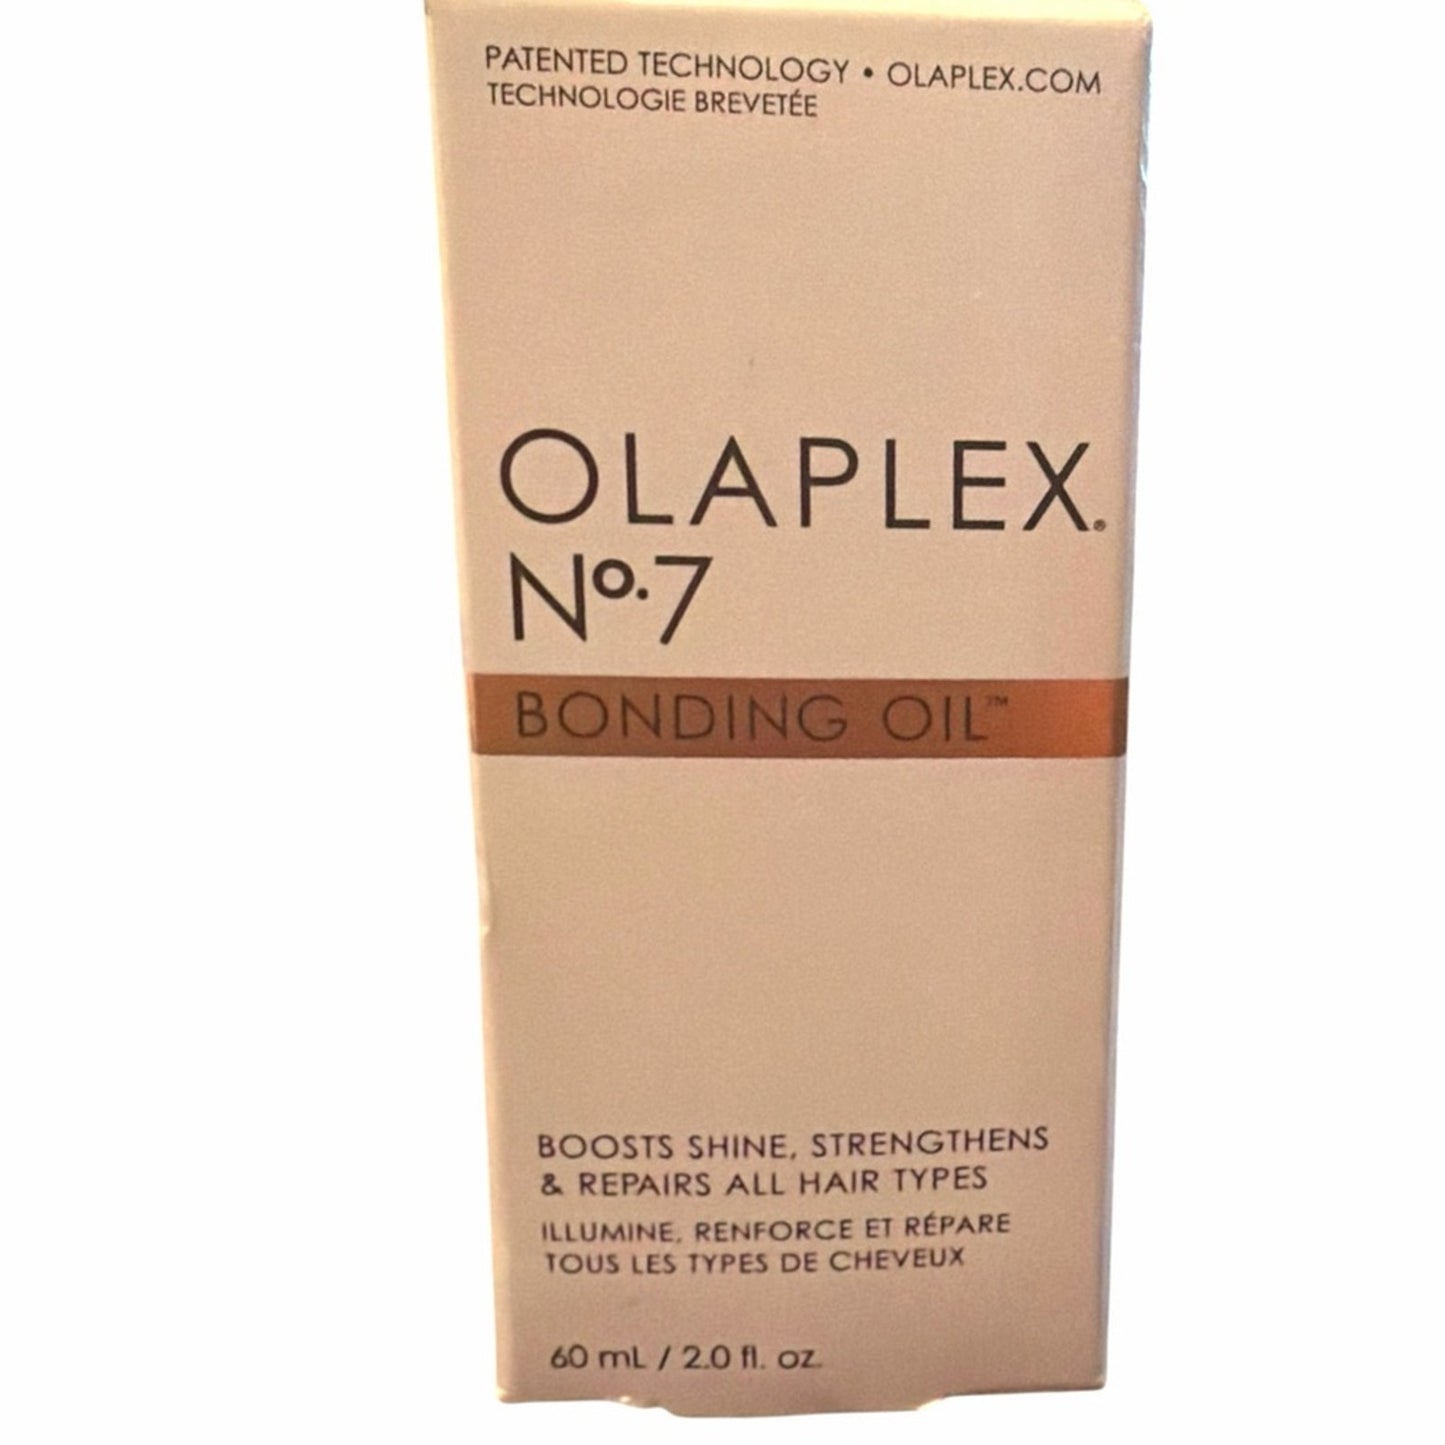 PATENTED TECHNOLOGY • OLAPLEX.COM
TECHNOLOGIE BREVETÉE
OLAPLEX®
Nº.7
BONDING OIL™
BOOSTS SHINE, STRENGTHENS
& REPAIRS ALL HAIR TYPES
ILLUMINE, RENFORCE ET RÉPARE
TOUS LES TYPES DE CHEVEUX
60 mL / 2.0 fl. oz.